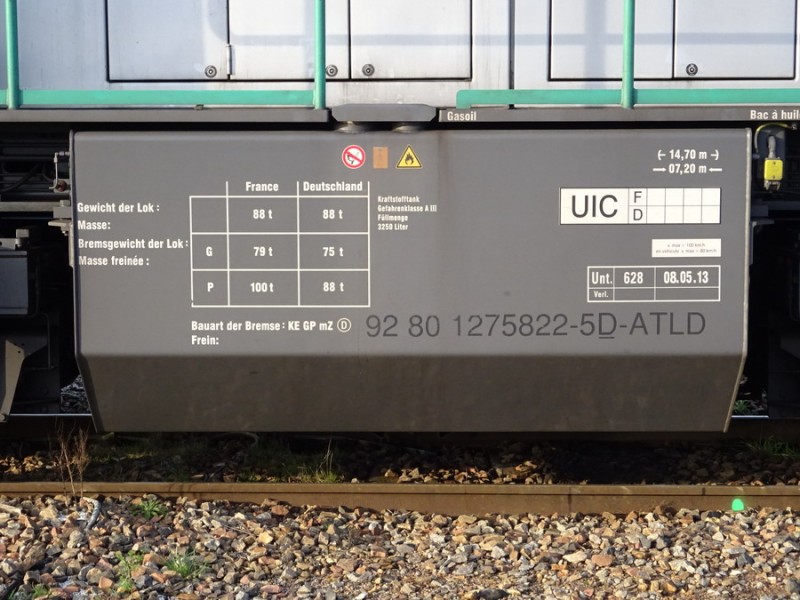 Gasoil
Bac à huil
(- 14,70 m -)
07,20 m
France Deutschland
Gewicht der Lok :
Masse:
88 t 88 t
Bremsgewicht der Lok :
Masse freinée :
G 79 t 75 t
P 100 t 88 t
Kraftstofftank
Gefahrenklasse A III
Füllmenge
3250 Liter
UIC F
D
Unt. 628 08.05.13
Verl.
Bauart der Bremse : KE GP mZ D
Frein:
92 80 1275822-5D-ATLD